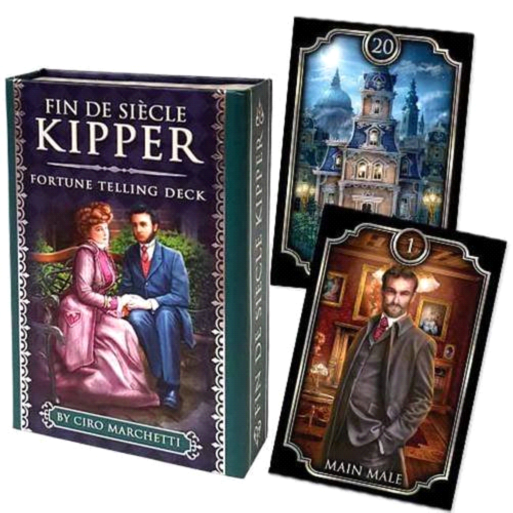 FIN DE SIÈCLE
KIPPER
FORTUNE TELLING DECK
BY CIRO MARCHETTI
FIN DE SIÈCLE KIPPER
20
1
MAIN MALE